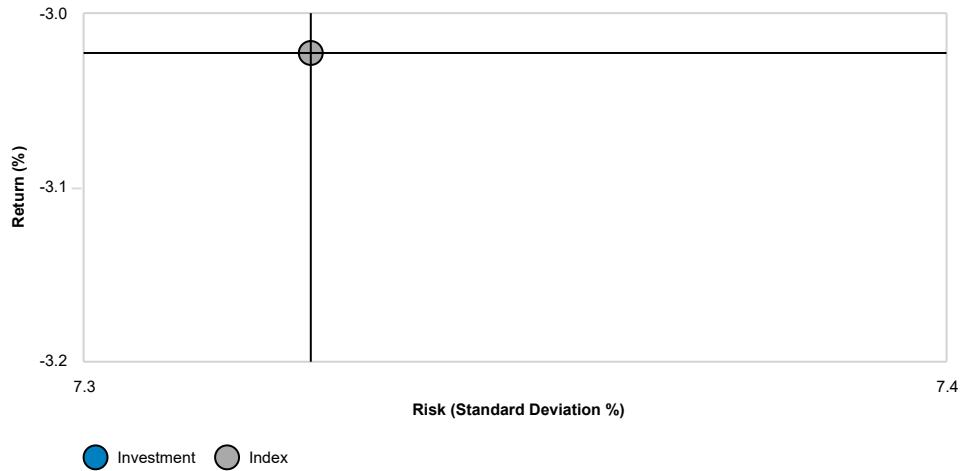 -3.0
-3.1
-3.2
Return (%)
7.3
7.4
Risk (Standard Deviation %)
Investment
Index